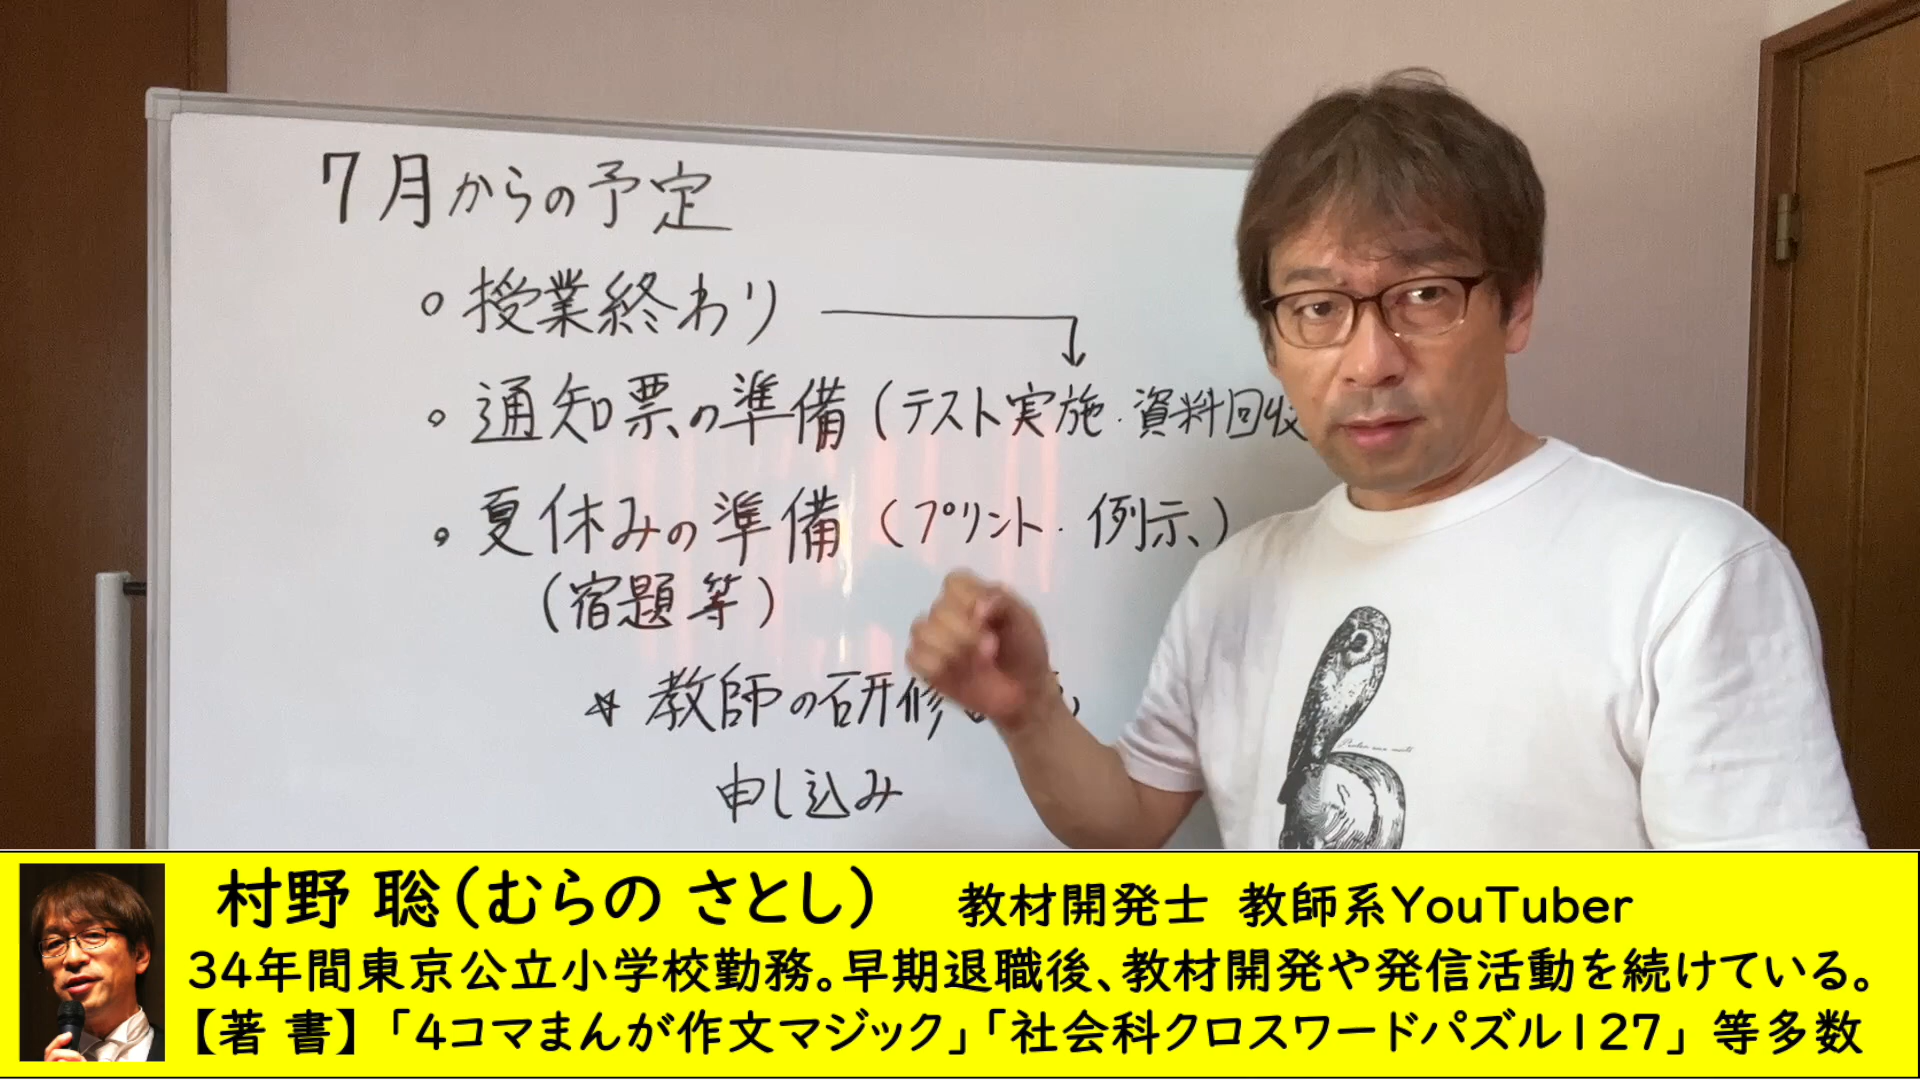 7月からの予定
○ 授業終わり
○ 通知票の準備（テスト実施・資料回収
○ 夏休みの準備（プリント・例示）
（宿題等）
☆ 教師の研修
申し込み
村野 聡（むらの さとし） 教材開発士 教師系YouTuber
34年間東京公立小学校勤務。早期退職後、教材開発や発信活動を続けている。
【著 書】「4コマまんが作文マジック」「社会科クロスワードパズル127」等多数